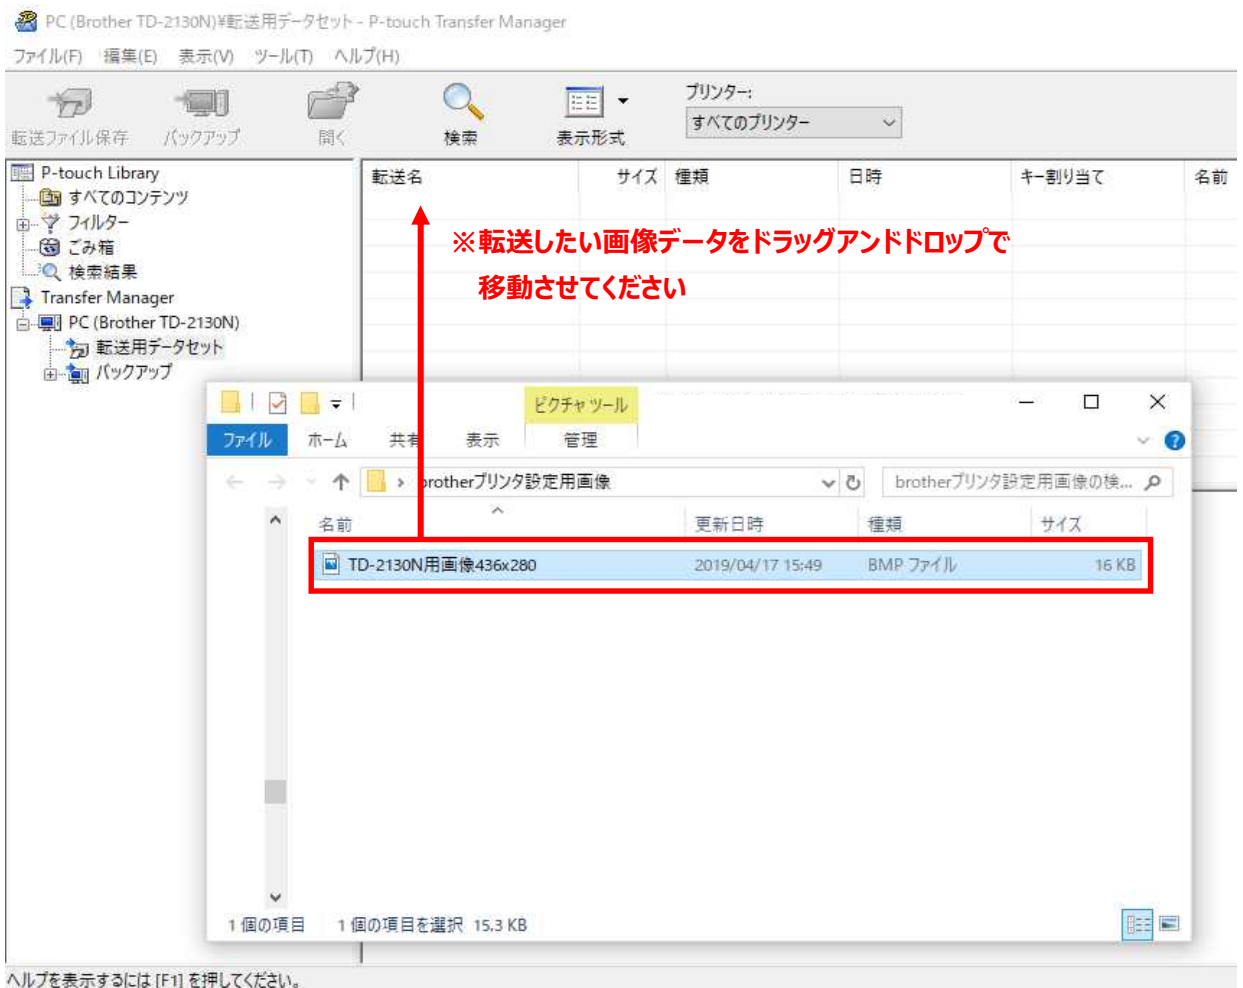 PC (Brother TD-2130N)¥転送用データセット - P-touch Transfer Manager
ファイル(F) 編集(E) 表示(V) ツール(T) ヘルプ(H)
転送ファイル保存 バックアップ 開く 検索 表示形式
プリンター:
すべてのプリンター
P-touch Library
すべてのコンテンツ
フィルター
ごみ箱
検索結果
Transfer Manager
PC (Brother TD-2130N)
転送用データセット
バックアップ
転送名 サイズ 種類 日時 キー割り当て 名前
※転送したい画像データをドラッグアンドドロップで
移動させてください
ピクチャ ツール
ファイル ホーム 共有 表示 管理
brotherプリンタ設定用画像 brotherプリンタ設定用画像の検...
名前 更新日時 種類 サイズ
TD-2130N用画像436x280 2019/04/17 15:49 BMP ファイル 16 KB
1 個の項目 1 個の項目を選択 15.3 KB
ヘルプを表示するには [F1] を押してください。